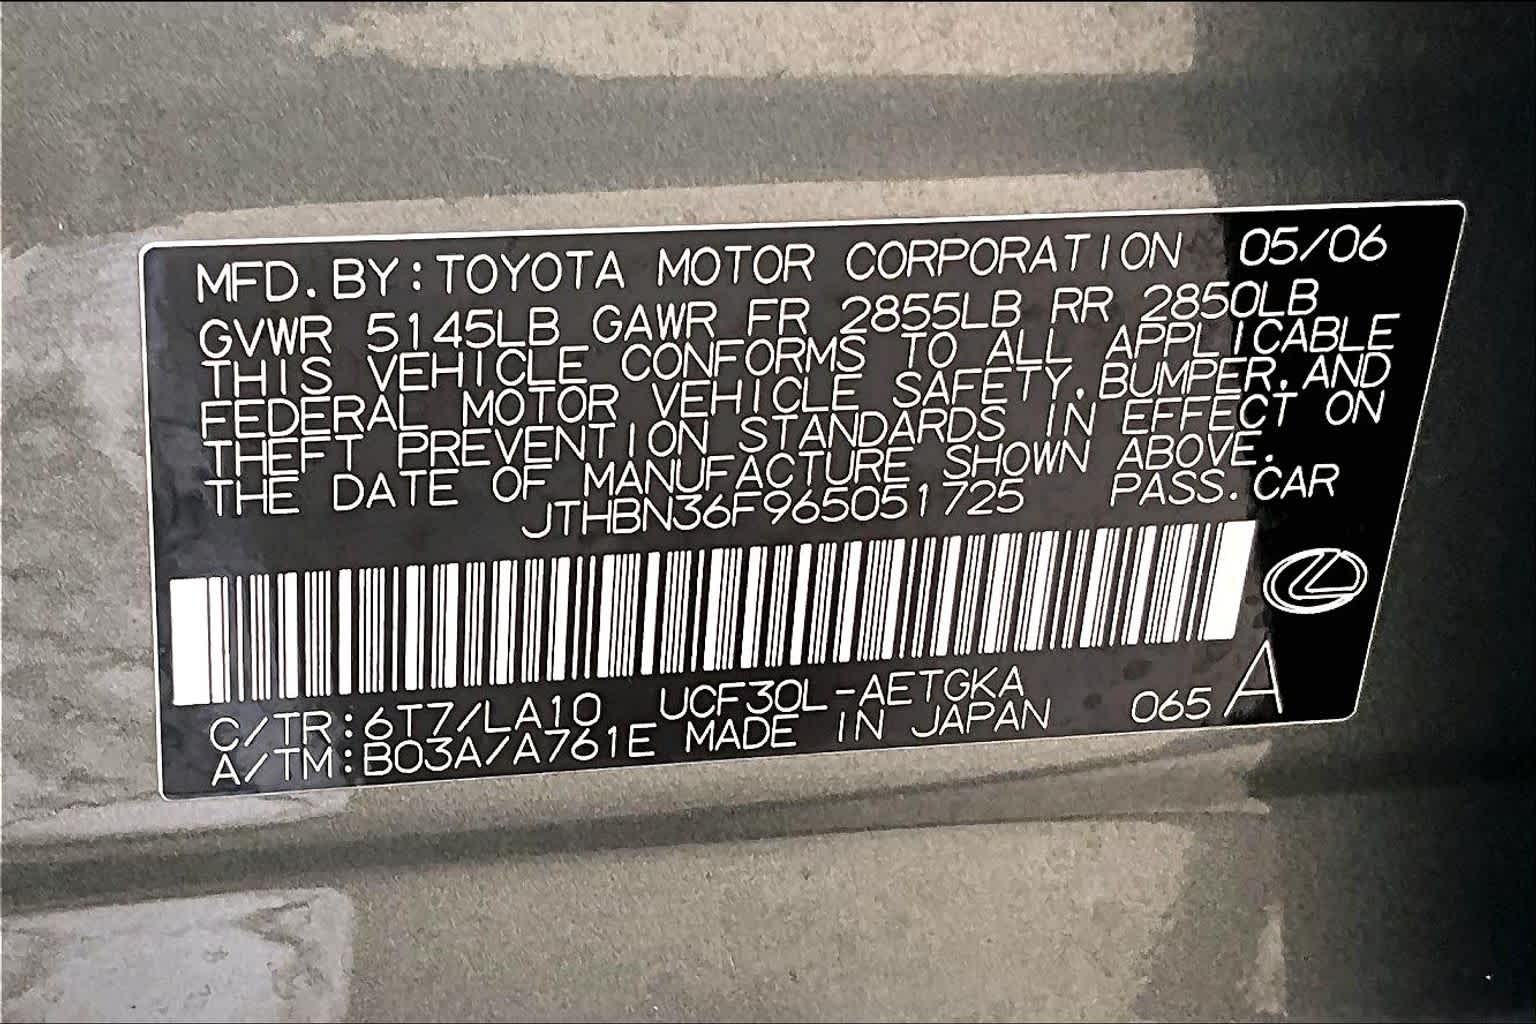 MFD. BY: TOYOTA MOTOR CORPORATION 05/06
GVWR 5145LB GAWR FR 2855LB RR 2850LB
THIS VEHICLE CONFORMS TO ALL APPLICABLE
FEDERAL MOTOR VEHICLE SAFETY, BUMPER, AND
THEFT PREVENTION STANDARDS IN EFFECT ON
THE DATE OF MANUFACTURE SHOWN ABOVE.
JTHBN36F965051725 PASS. CAR
C/TR: 6T7/LA10 UCF30L-AETGKA
A/TM: B03A/A761E MADE IN JAPAN 065 A